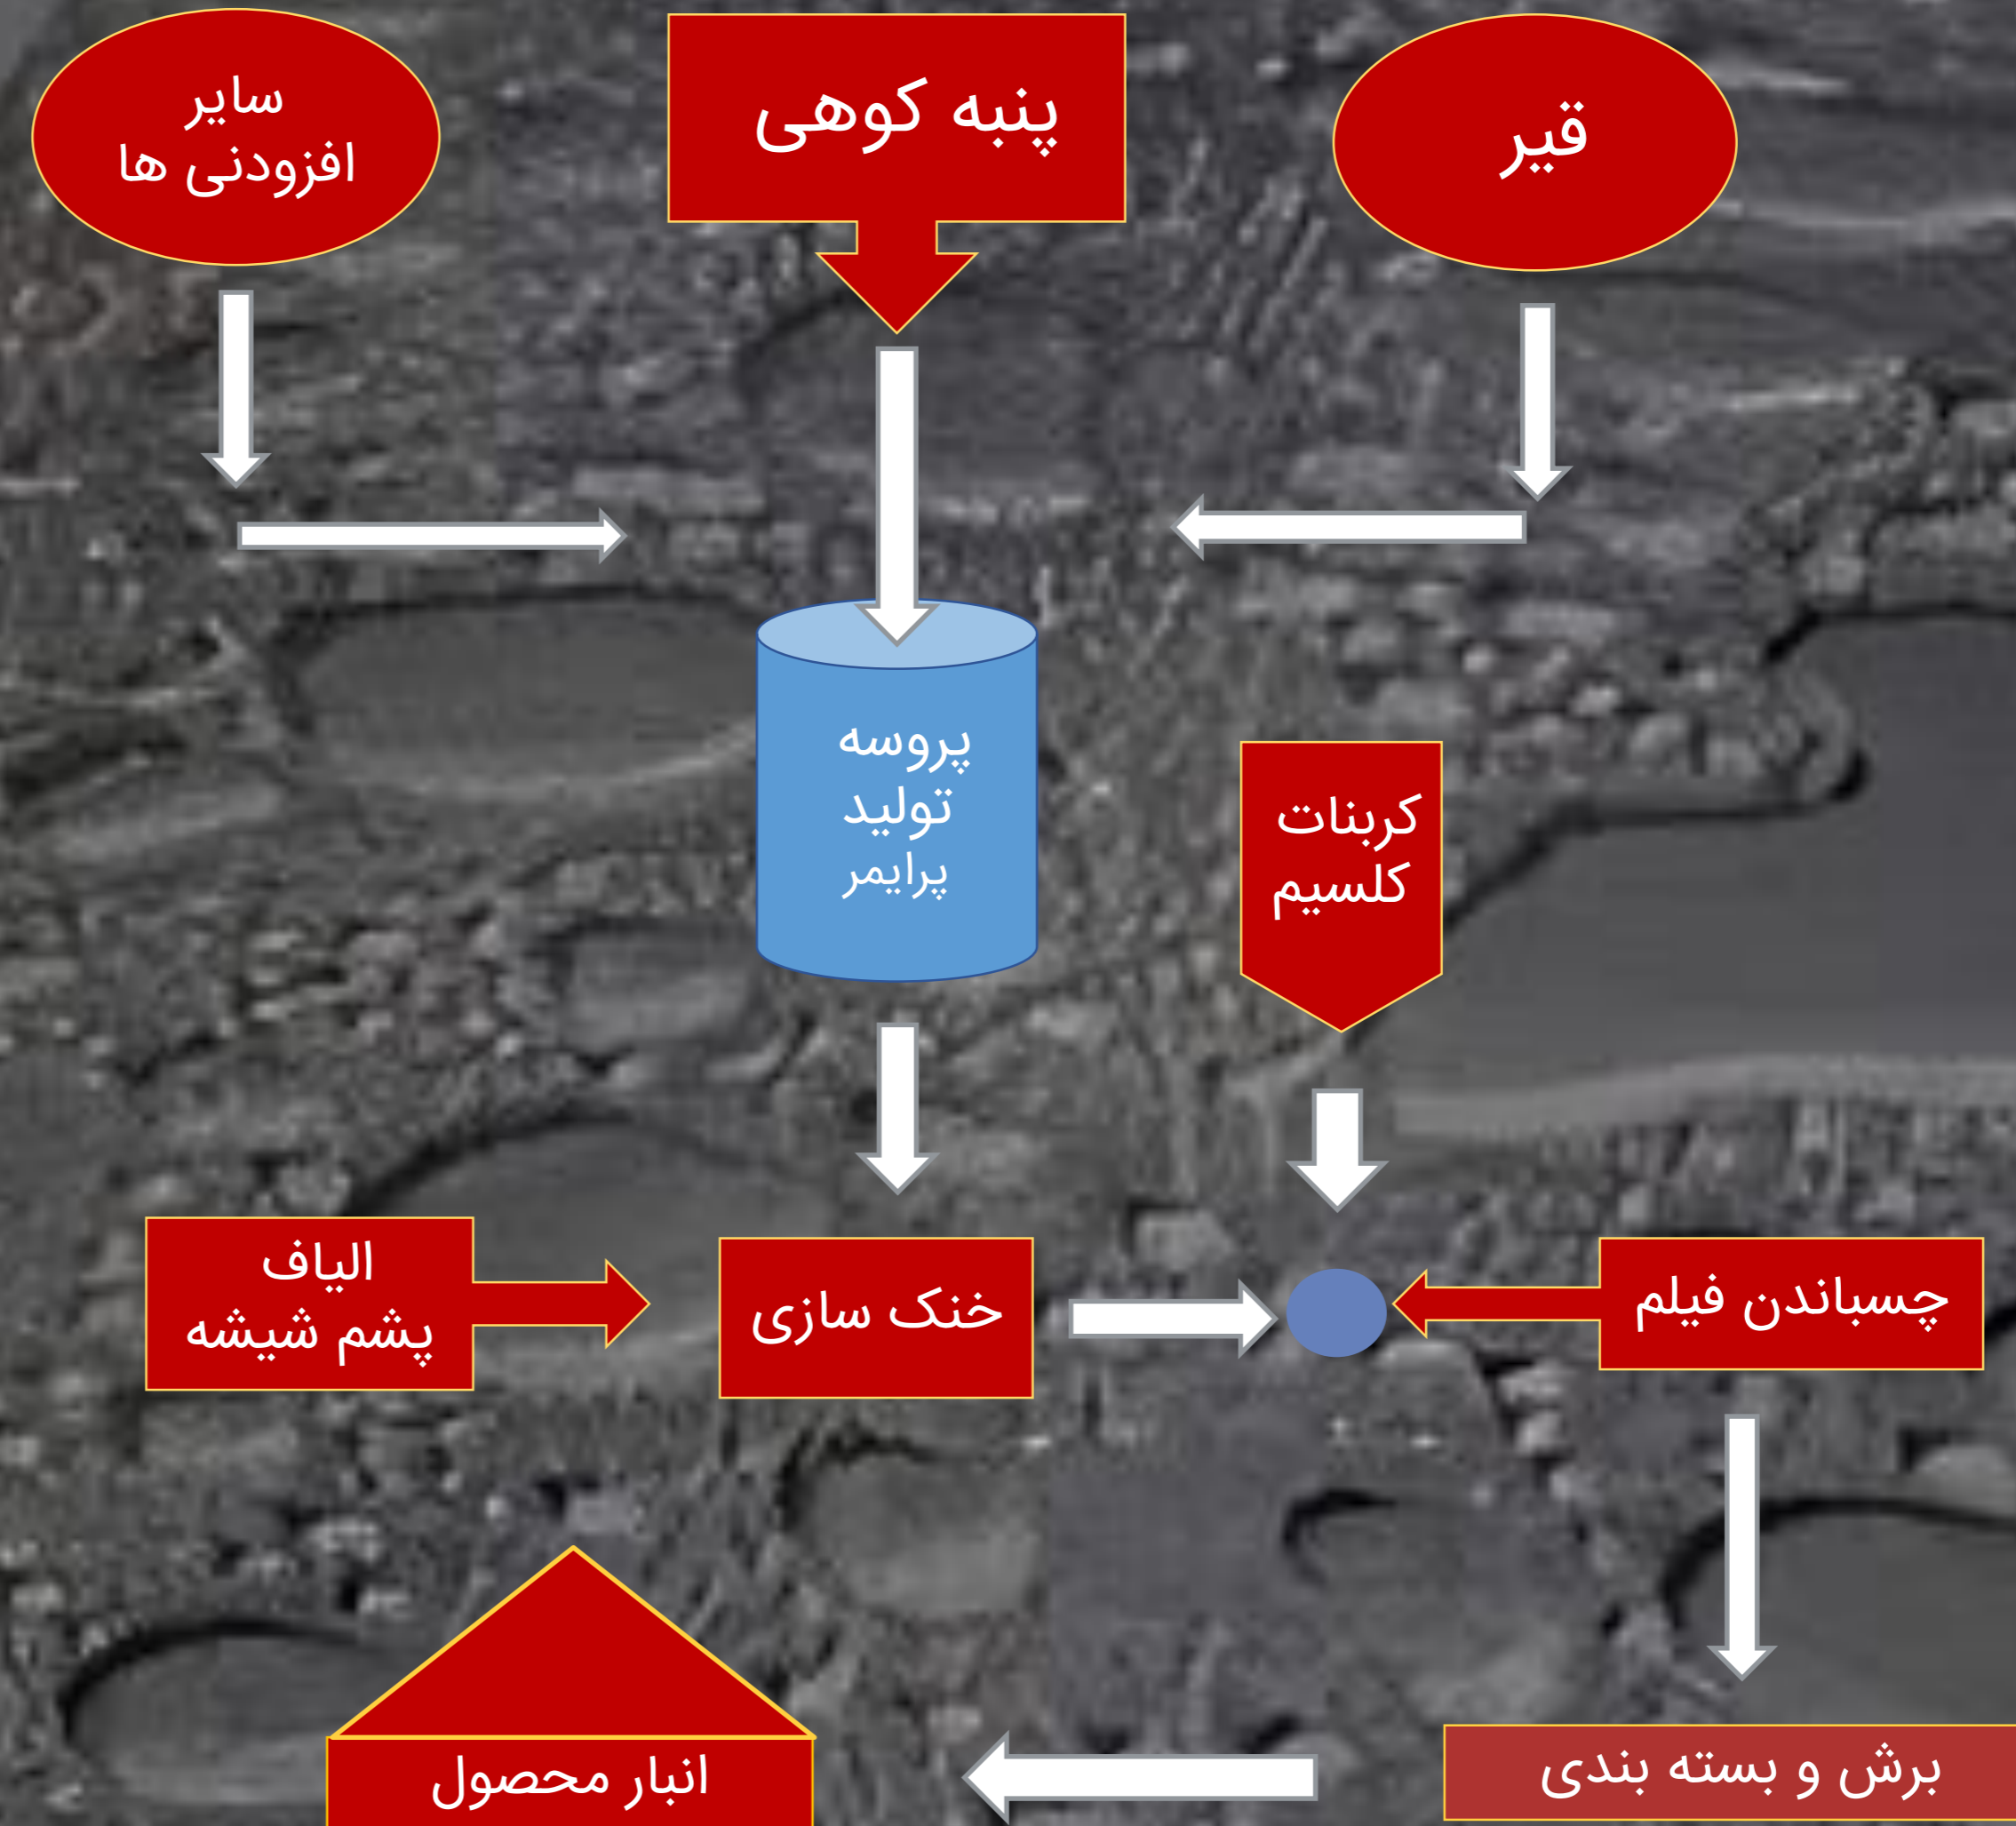 قیر
پنبه کوهی
سایر
افزودنی ها
پروسه
تولید
پرایمر
کربنات
کلسیم
الیاف
پشم شیشه
خنک سازی
چسباندن فیلم
برش و بسته بندی
انبار محصول